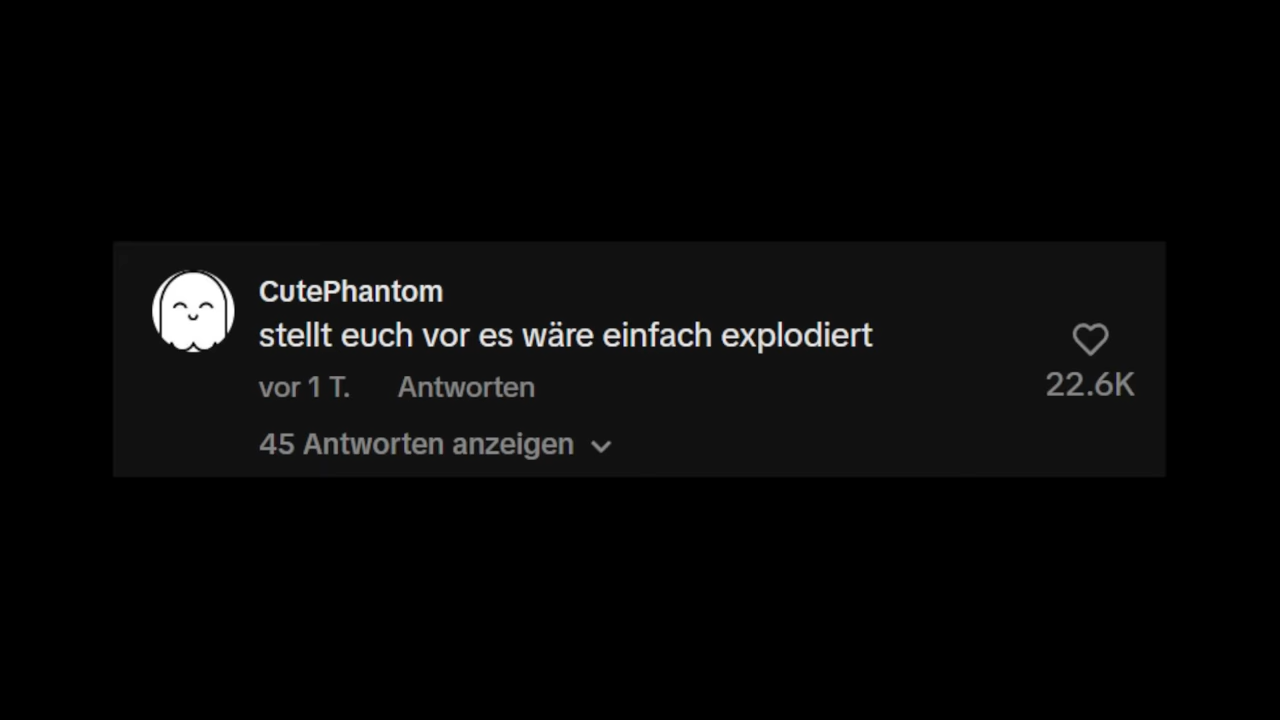 CutePhantom
stellt euch vor es wäre einfach explodiert
vor 1 T. Antworten
22.6K
45 Antworten anzeigen